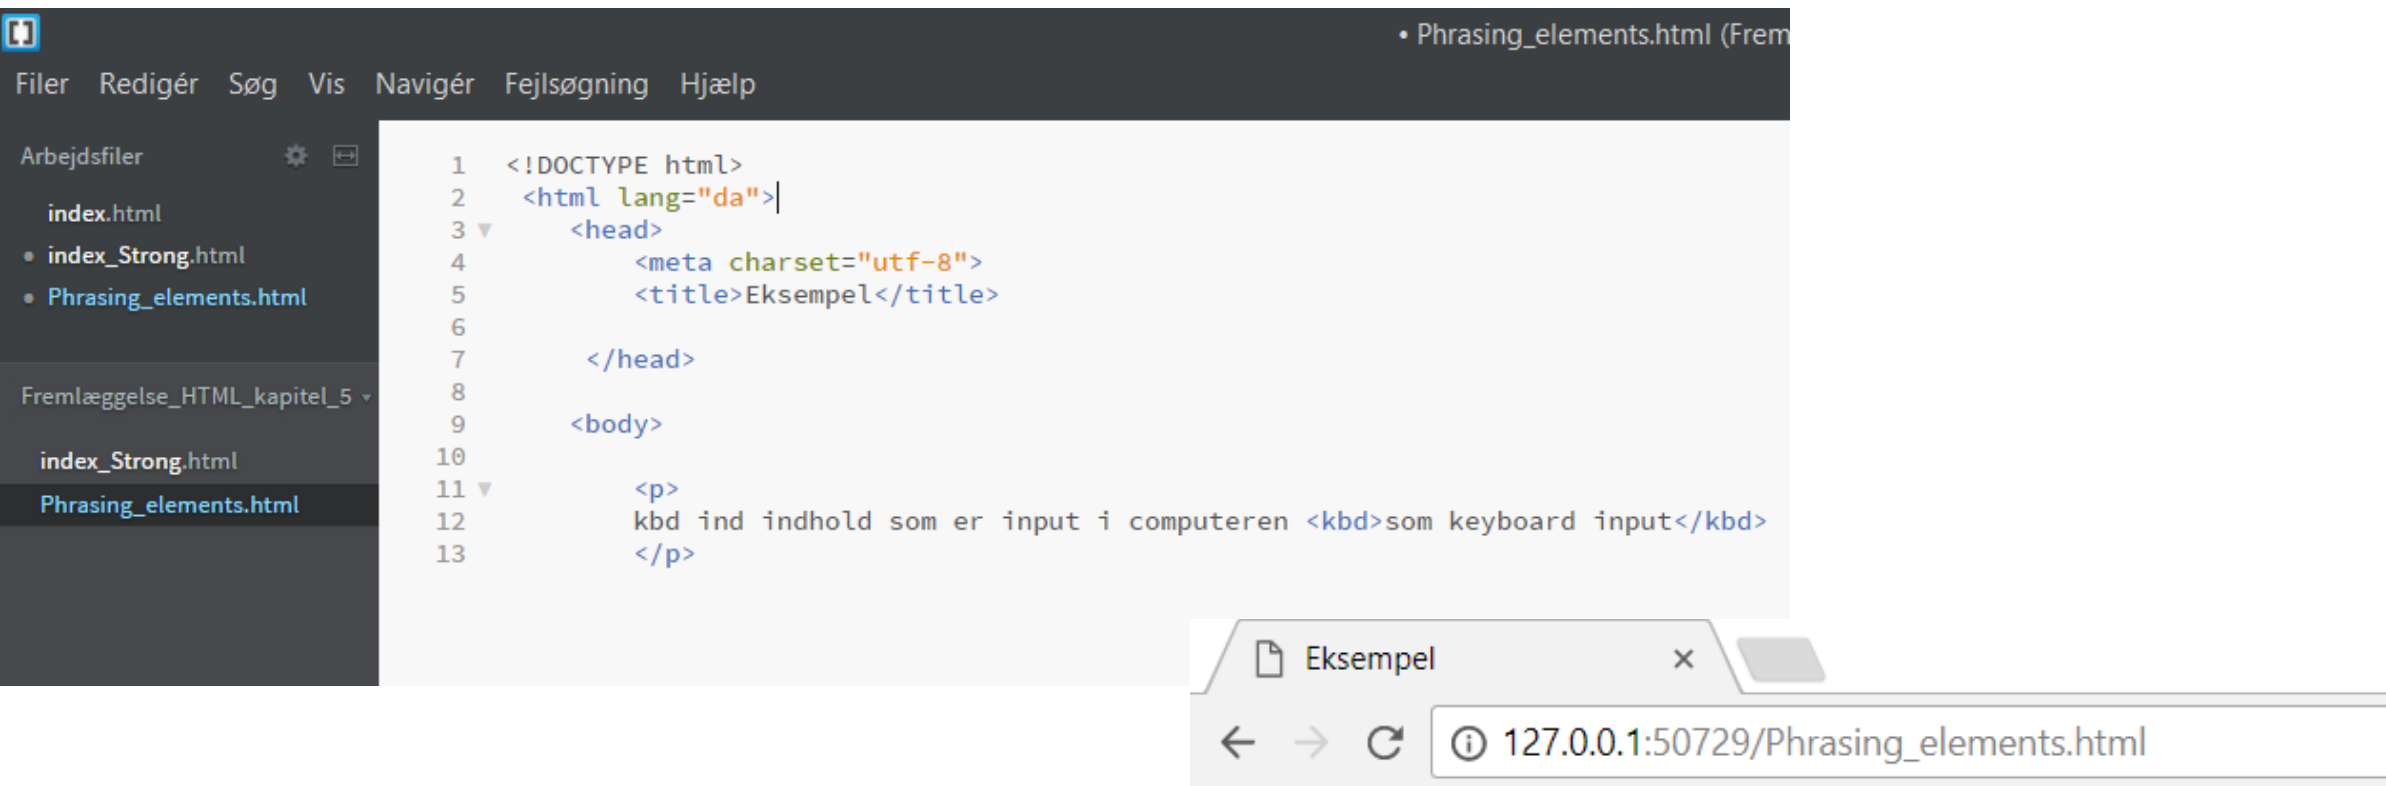 • Phrasing_elements.html (Frem
Filer Redigér Søg Vis Navigér Fejlsøgning Hjælp
Arbejdsfiler
index.html
• index_Strong.html
• Phrasing_elements.html
Fremlæggelse_HTML_kapitel_5
index_Strong.html
Phrasing_elements.html
1 <!DOCTYPE html>
2 <html lang="da">
3 <head>
4 <meta charset="utf-8">
5 <title>Eksempel</title>
6
7 </head>
8
9 <body>
10
11 <p>
12 kbd ind indhold som er input i computeren <kbd>som keyboard input</kbd>
13 </p>
Eksempel
127.0.0.1:50729/Phrasing_elements.html